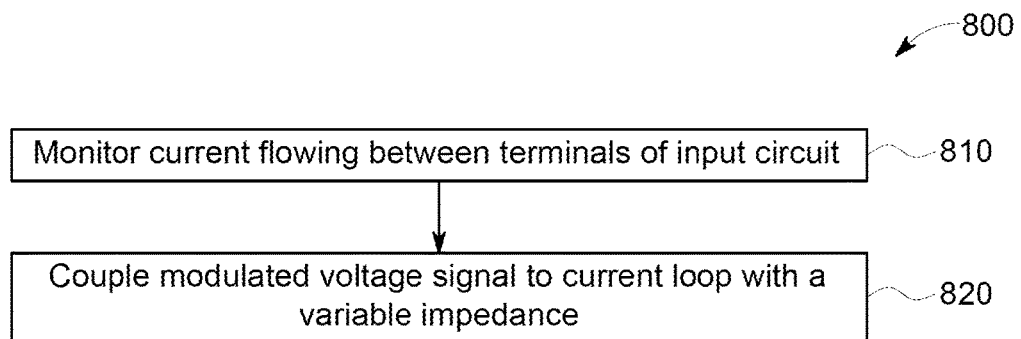 800
Monitor current flowing between terminals of input circuit
810
Couple modulated voltage signal to current loop with a
variable impedance
820